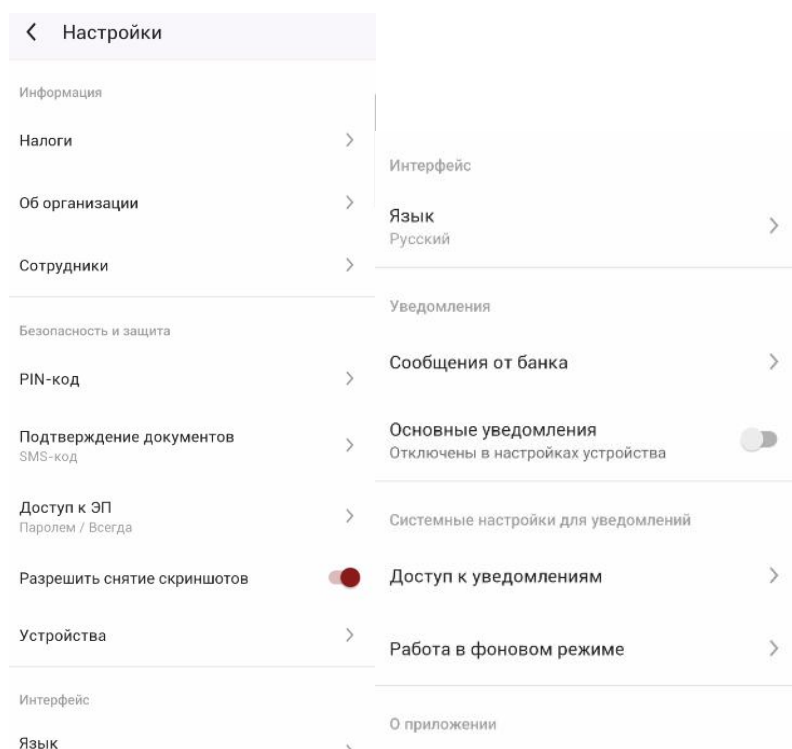 Настройки
Информация
Налоги
Об организации
Сотрудники
Безопасность и защита
PIN-код
Подтверждение документов
SMS-код
Доступ к ЭП
Паролем / Всегда
Разрешить снятие скриншотов
Устройства
Интерфейс
Язык
Интерфейс
Язык
Русский
Уведомления
Сообщения от банка
Основные уведомления
Отключены в настройках устройства
Системные настройки для уведомлений
Доступ к уведомлениям
Работа в фоновом режиме
О приложении